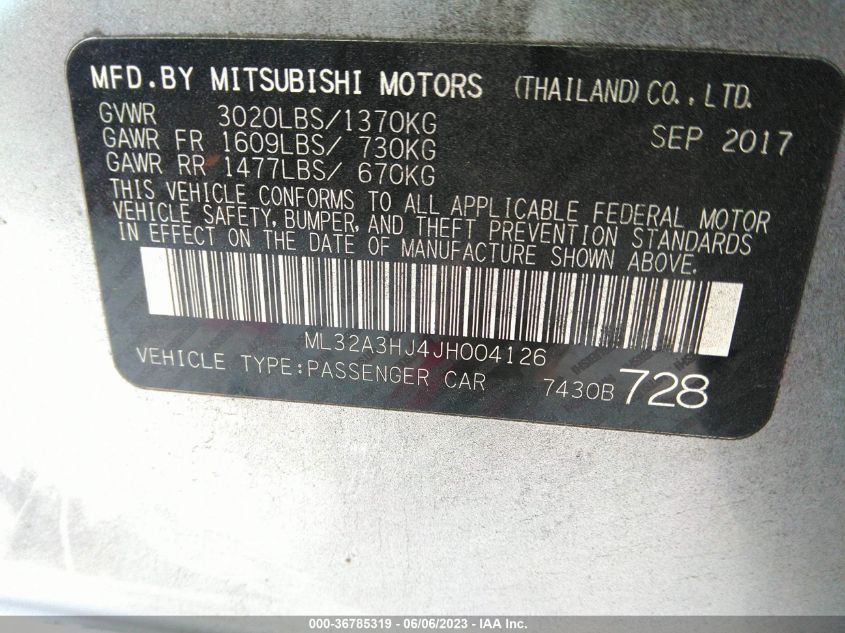 MFD.BY MITSUBISHI MOTORS (THAILAND) CO.,LTD.
GVWR 3020LBS/1370KG SEP 2017
GAWR FR 1609LBS/ 730KG
GAWR RR 1477LBS/ 670KG
THIS VEHICLE CONFORMS TO ALL APPLICABLE FEDERAL MOTOR
VEHICLE SAFETY, BUMPER, AND THEFT PREVENTION STANDARDS
IN EFFECT ON THE DATE OF MANUFACTURE SHOWN ABOVE.
ML32A3HJ4JH004126
VEHICLE TYPE:PASSENGER CAR 7430B 728
000-36785319 - 06/06/2023 - IAA Inc.